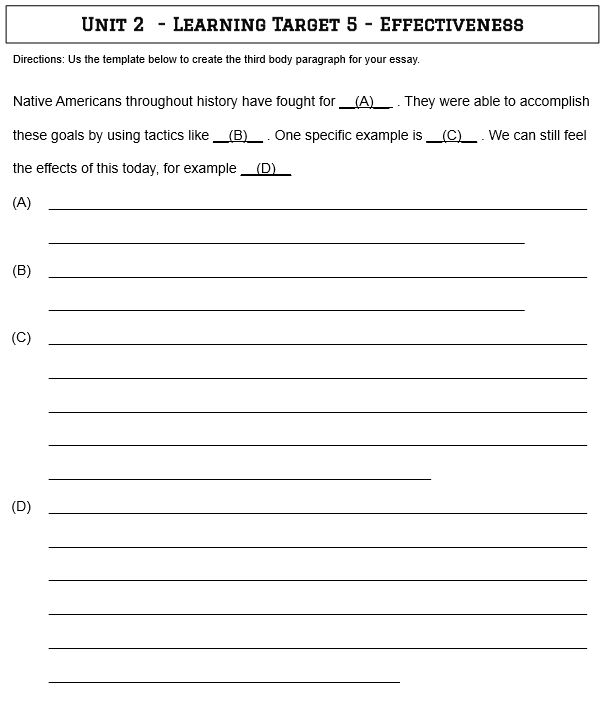 Unit 2 - Learning Target 5 - Effectiveness
Directions: Us the template below to create the third body paragraph for your essay.
Native Americans throughout history have fought for __(A)__ . They were able to accomplish
these goals by using tactics like __(B)__ . One specific example is __(C)__ . We can still feel
the effects of this today, for example __(D)__
(A)
(B)
(C)
(D)